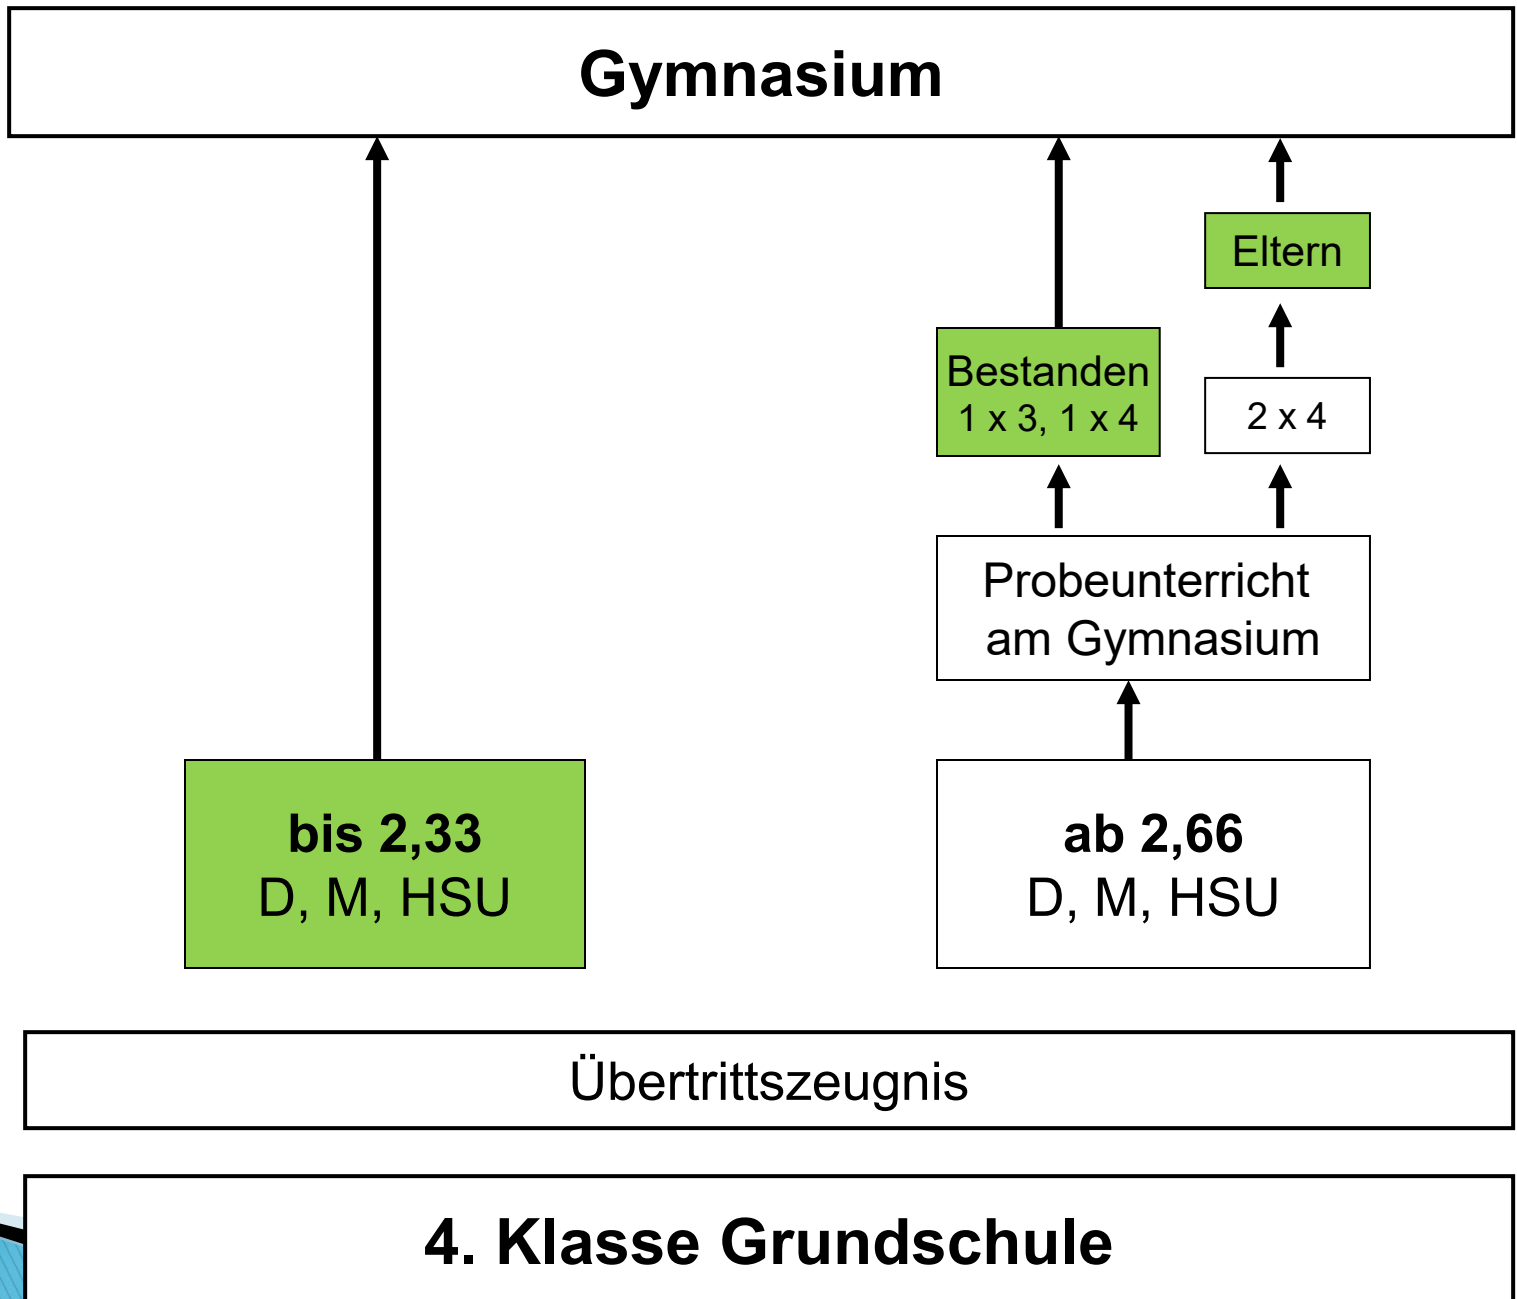 Gymnasium
Eltern
Bestanden
1 x 3, 1 x 4
2 x 4
Probeunterricht
am Gymnasium
bis 2,33
D, M, HSU
ab 2,66
D, M, HSU
Übertrittszeugnis
4. Klasse Grundschule